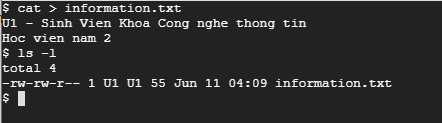 $ cat > information.txt
U1 - Sinh Vien Khoa Cong nghe thong tin
Hoc vien nam 2
$ ls -l
total 4
-rw-rw-r-- 1 U1 U1 55 Jun 11 04:09 information.txt
$